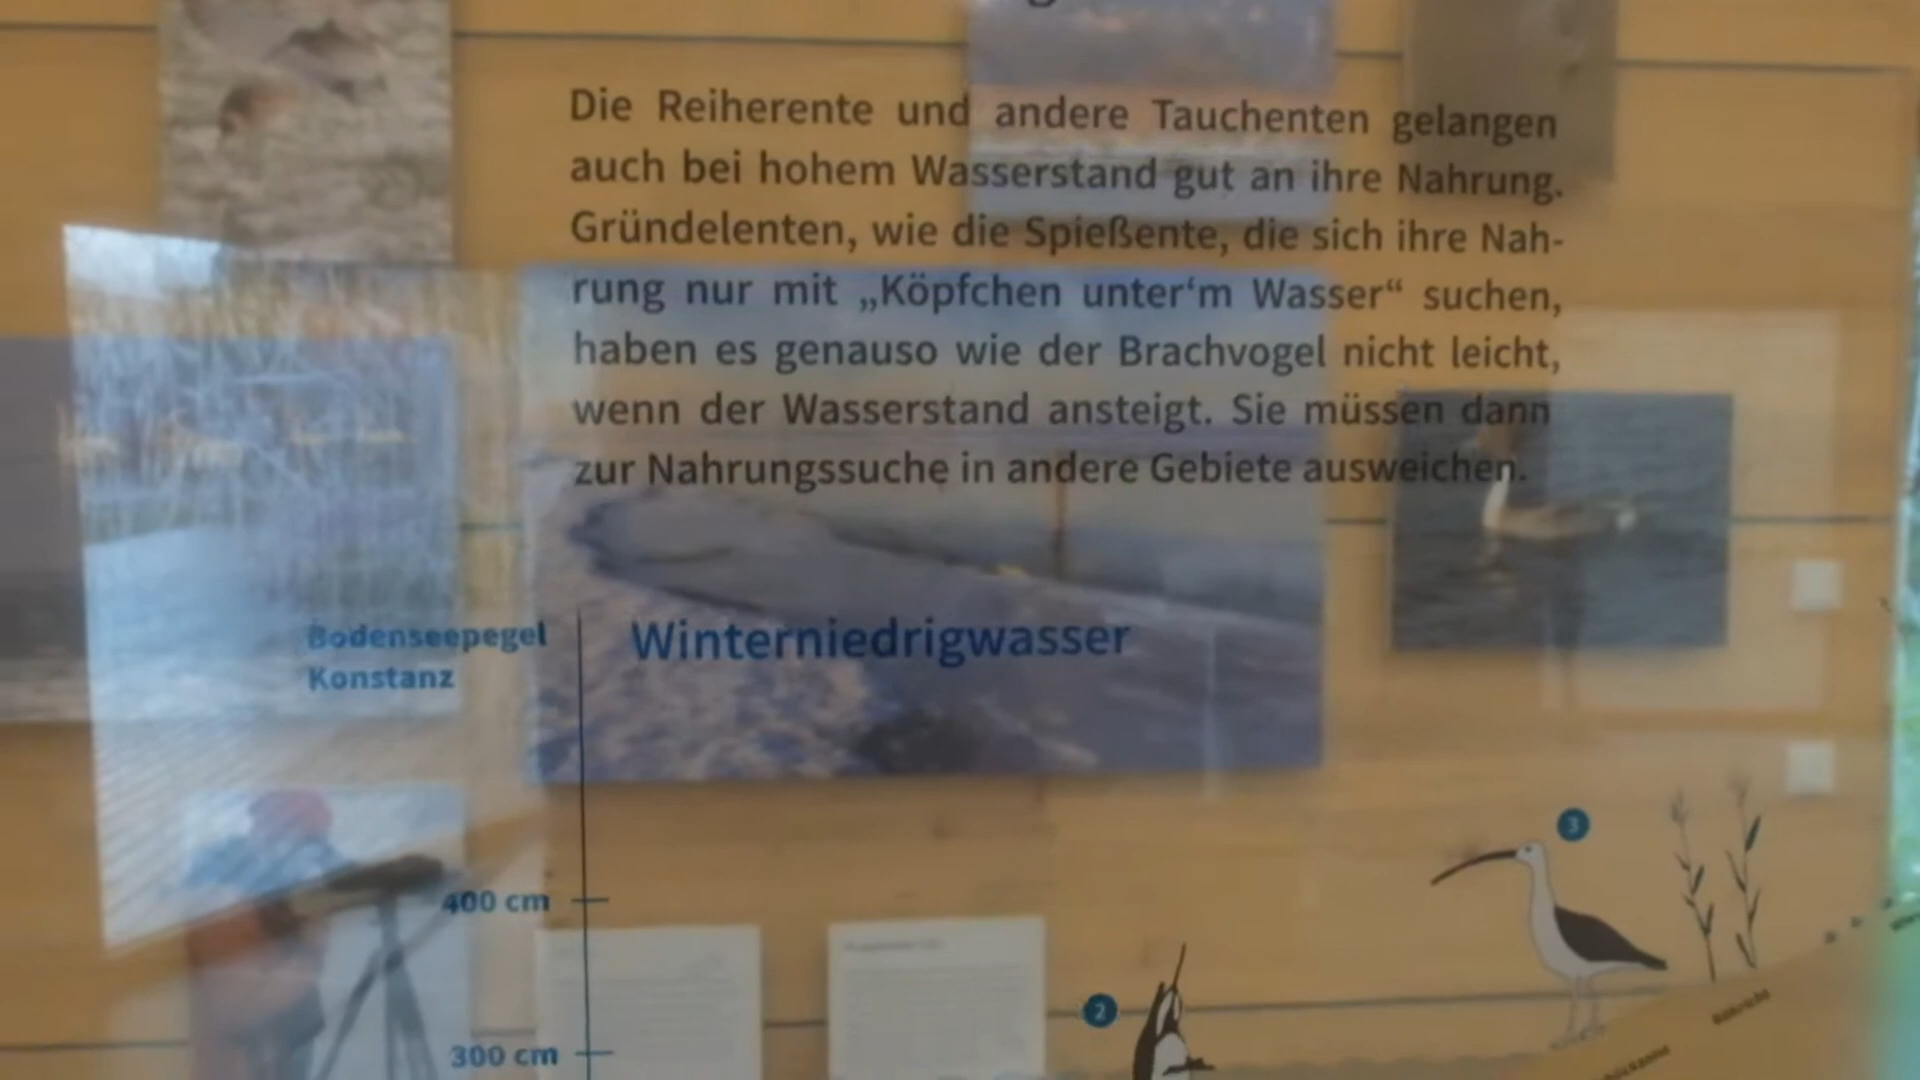 Die Reiherente und andere Tauchenten gelangen
auch bei hohem Wasserstand gut an ihre Nahrung.
Gründelenten, wie die Spießente, die sich ihre Nah-
rung nur mit „Köpfchen unter‘m Wasser“ suchen,
haben es genauso wie der Brachvogel nicht leicht,
wenn der Wasserstand ansteigt. Sie müssen dann
zur Nahrungssuche in andere Gebiete ausweichen.
Bodenseepegel
Konstanz
Winterniedrigwasser
3
400 cm
2
Röhricht
300 cm